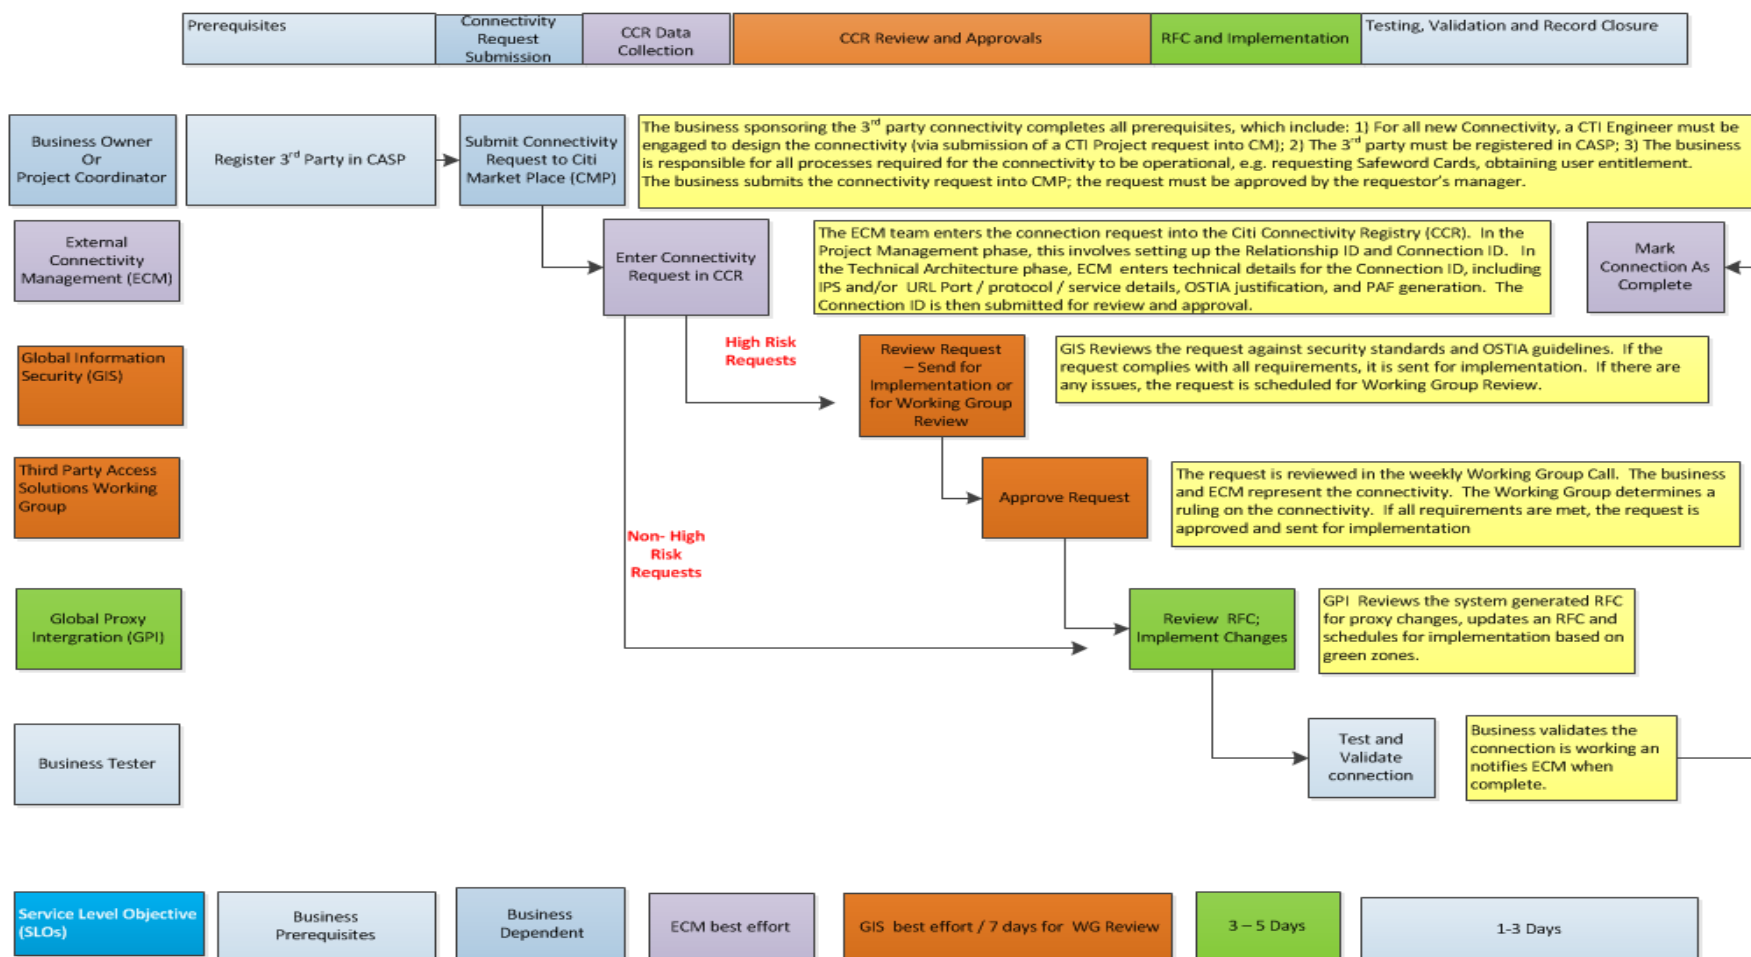 Prerequisites
Connectivity
Request
Submission
CCR Data
Collection
CCR Review and Approvals
RFC and Implementation
Testing, Validation and Record Closure
Business Owner
Or
Project Coordinator
Register 3rd Party in CASP
Submit Connectivity
Request to Citi
Market Place (CMP)
The business sponsoring the 3rd party connectivity completes all prerequisites, which include: 1) For all new Connectivity, a CTI Engineer must be
engaged to design the connectivity (via submission of a CTI Project request into CM); 2) The 3rd party must be registered in CASP; 3) The business
is responsible for all processes required for the connectivity to be operational, e.g. requesting Safeword Cards, obtaining user entitlement.
The business submits the connectivity request into CMP; the request must be approved by the requestor's manager.
External
Connectivity
Management (ECM)
Enter Connectivity
Request in CCR
The ECM team enters the connection request into the Citi Connectivity Registry (CCR). In the
Project Management phase, this involves setting up the Relationship ID and Connection ID. In
the Technical Architecture phase, ECM enters technical details for the Connection ID, including
IPS and/or URL Port / protocol / service details, OSTIA justification, and PAF generation. The
Connection ID is then submitted for review and approval.
Mark
Connection As
Complete
Global Information
Security (GIS)
High Risk
Requests
Review Request
– Send for
Implementation or
for Working Group
Review
GIS Reviews the request against security standards and OSTIA guidelines. If the
request complies with all requirements, it is sent for implementation. If there are
any issues, the request is scheduled for Working Group Review.
Third Party Access
Solutions Working
Group
Approve Request
The request is reviewed in the weekly Working Group Call. The business
and ECM represent the connectivity. The Working Group determines a
ruling on the connectivity. If all requirements are met, the request is
approved and sent for implementation
Non- High
Risk
Requests
Global Proxy
Intergration (GPI)
Review RFC;
Implement Changes
GPI Reviews the system generated RFC
for proxy changes, updates an RFC and
schedules for implementation based on
green zones.
Business Tester
Test and
Validate
connection
Business validates the
connection is working an
notifies ECM when
complete.
Service Level Objective
(SLOs)
Business
Prerequisites
Business
Dependent
ECM best effort
GIS best effort / 7 days for WG Review
3 – 5 Days
1-3 Days